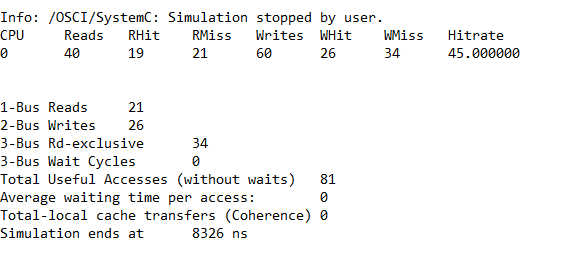 Info: /OSCI/SystemC: Simulation stopped by user.
CPU Reads RHit RMiss Writes WHit WMiss Hitrate
0 40 19 21 60 26 34 45.000000
1-Bus Reads 21
2-Bus Writes 26
3-Bus Rd-exclusive 34
3-Bus Wait Cycles 0
Total Useful Accesses (without waits) 81
Average waiting time per access: 0
Total-local cache transfers (Coherence) 0
Simulation ends at 8326 ns